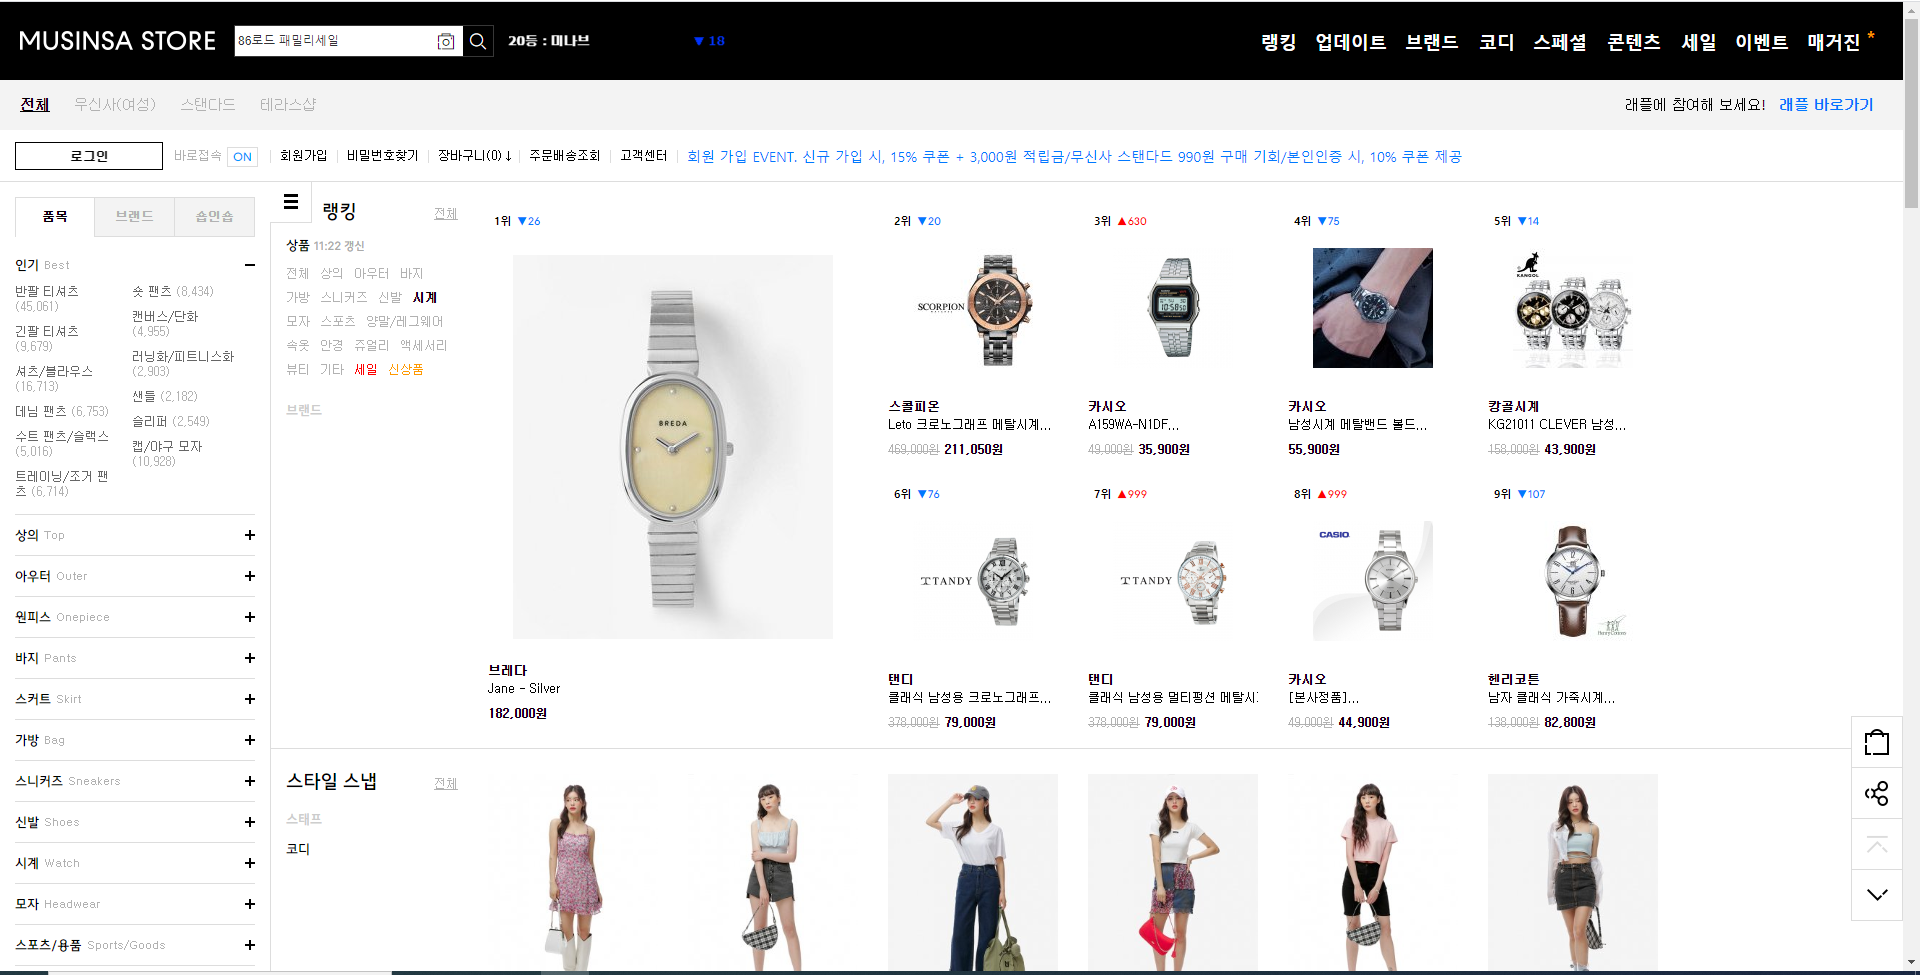 MUSINSA STORE
86로드 패밀리세일
20등 : 미나브
▼ 18
랭킹 업데이트 브랜드 코디 스페셜 콘텐츠 세일 이벤트 매거진 *
전체 무신사(여성) 스탠다드 테라스샵
래플에 참여해 보세요! 래플 바로가기
로그인
바로접속 ON
회원가입 비밀번호찾기 장바구니(0)↓ 주문배송조회 고객센터
회원 가입 EVENT. 신규 가입 시, 15% 쿠폰 + 3,000원 적립금/무신사 스탠다드 990원 구매 기회/본인인증 시, 10% 쿠폰 제공
품목 브랜드 숍인숍
인기 Best
반팔 티셔츠
(45,061)
긴팔 티셔츠
(9,679)
셔츠/블라우스
(16,713)
데님 팬츠 (6,753)
수트 팬츠/슬랙스
(5,016)
트레이닝/조거 팬
츠 (6,714)
숏 팬츠 (8,434)
캔버스/단화
(4,955)
러닝화/피트니스화
(2,903)
샌들 (2,182)
슬리퍼 (2,549)
캡/야구 모자
(10,928)
상의 Top
아우터 Outer
원피스 Onepiece
바지 Pants
스커트 Skirt
가방 Bag
스니커즈 Sneakers
신발 Shoes
시계 Watch
모자 Headwear
스포츠/용품 Sports/Goods
랭킹 전체
상품 11:22 갱신
전체 상의 아우터 바지
가방 스니커즈 신발 시계
모자 스포츠 양말/레그웨어
속옷 안경 쥬얼리 액세서리
뷰티 기타 세일 신상품
브랜드
1위 ▼26
BREDA
브레다
Jane - Silver
182,000원
2위 ▼20
SCORPION
스콜피온
Leto 크로노그래프 메탈시계...
469,000원 211,050원
3위 ▲630
카시오
A159WA-N1DF...
49,000원 35,900원
4위 ▼75
카시오
남성시계 메탈밴드 볼드...
55,900원
5위 ▼14
KANGOL
캉골시계
KG21011 CLEVER 남성...
158,000원 43,900원
6위 ▼76
TANDY
탠디
클래식 남성용 크로노그래프...
378,000원 79,000원
7위 ▲999
TANDY
탠디
클래식 남성용 멀티펑션 메탈시
378,000원 79,000원
8위 ▲999
CASIO
카시오
[본사정품]...
49,000원 44,900원
9위 ▼107
헨리코튼
남자 클래식 가죽시계...
138,000원 82,800원
스타일 스냅 전체
스태프
코디